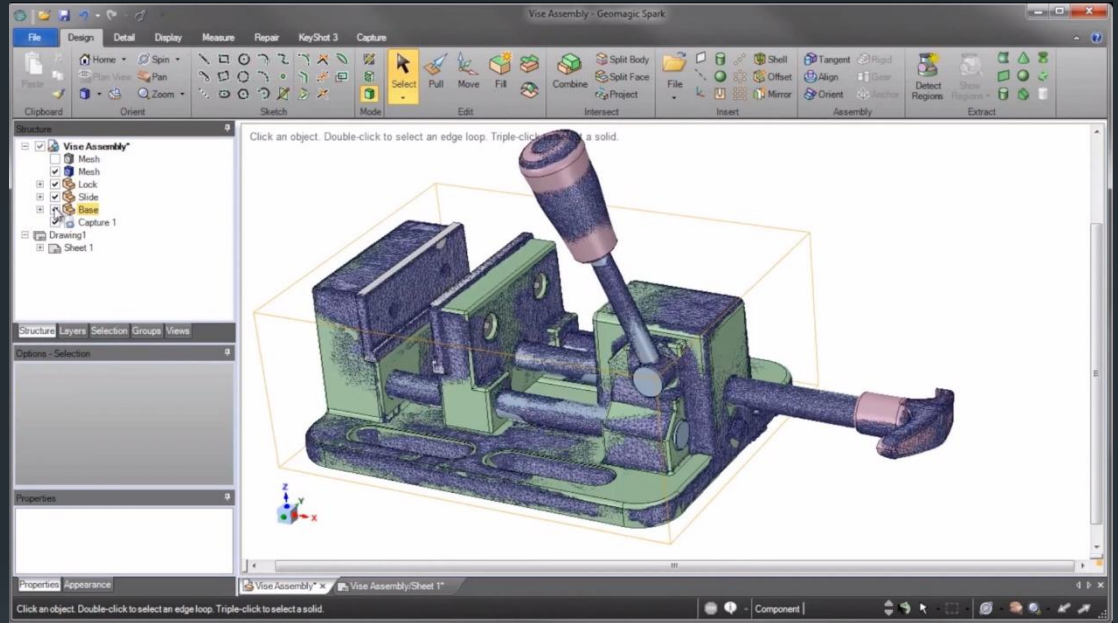 Vise Assembly* - Geomagic Spark
File Design Detail Display Measure Repair KeyShot 3 Capture
Paste Home Spin Plan View Pan Zoom
Select Pull Move Fill Combine Split Body Split Face Project
File Shell Offset Mirror Tangent Rigid Align Gear Orient Anchor
Detect Regions Show Regions
Clipboard Orient Sketch Mode Edit Intersect Insert Assembly Extract
Structure
Vise Assembly*
Mesh
Mesh
Lock
Slide
Base
Capture 1
Drawing1
Sheet 1
Structure Layers Selection Groups Views
Options - Selection
Properties
Properties Appearance
Click an object. Double-click to select an edge loop. Triple-click a solid.
Z
Y
X
Vise Assembly* Vise Assembly/Sheet 1*
Click an object. Double-click to select an edge loop. Triple-click to select a solid.
Component